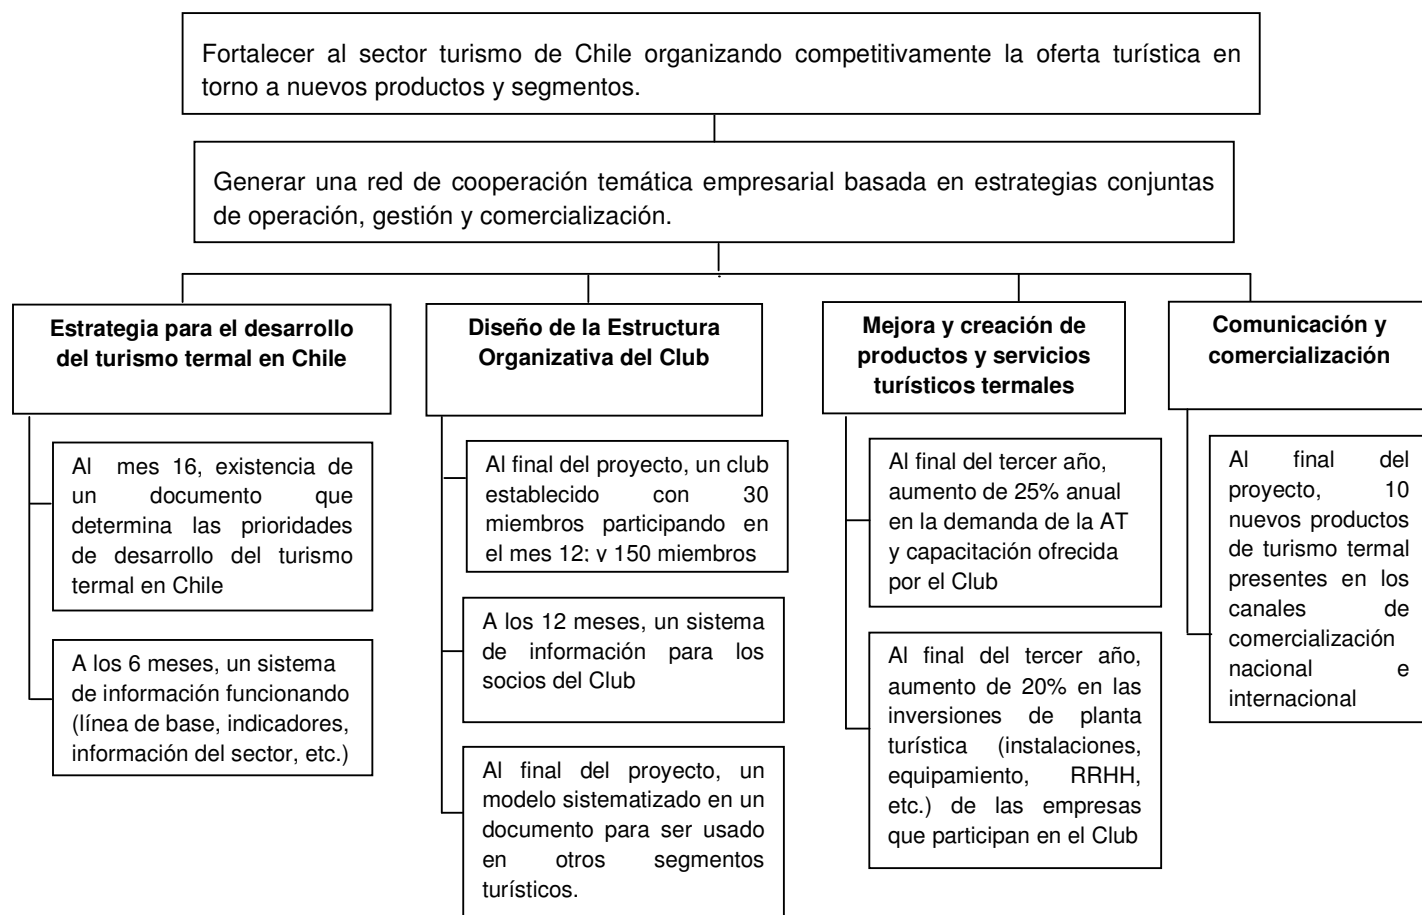 Fortalecer al sector turismo de Chile organizando competitivamente la oferta turística en
torno a nuevos productos y segmentos.
Generar una red de cooperación temática empresarial basada en estrategias conjuntas
de operación, gestión y comercialización.
Estrategia para el desarrollo
del turismo termal en Chile
Al mes 16, existencia de
un documento que
determina las prioridades
de desarrollo del turismo
termal en Chile
A los 6 meses, un sistema
de información funcionando
(línea de base, indicadores,
información del sector, etc.)
Diseño de la Estructura
Organizativa del Club
Al final del proyecto, un club
establecido con 30
miembros participando en
el mes 12; y 150 miembros
A los 12 meses, un sistema
de información para los
socios del Club
Al final del proyecto, un
modelo sistematizado en un
documento para ser usado
en otros segmentos
turísticos.
Mejora y creación de
productos y servicios
turísticos termales
Al final del tercer año,
aumento de 25% anual
en la demanda de la AT
y capacitación ofrecida
por el Club
Al final del tercer año,
aumento de 20% en las
inversiones de planta
turística (instalaciones,
equipamiento, RRHH,
etc.) de las empresas
que participan en el Club
Comunicación y
comercialización
Al final del
proyecto, 10
nuevos productos
de turismo termal
presentes en los
canales de
comercialización
nacional e
internacional